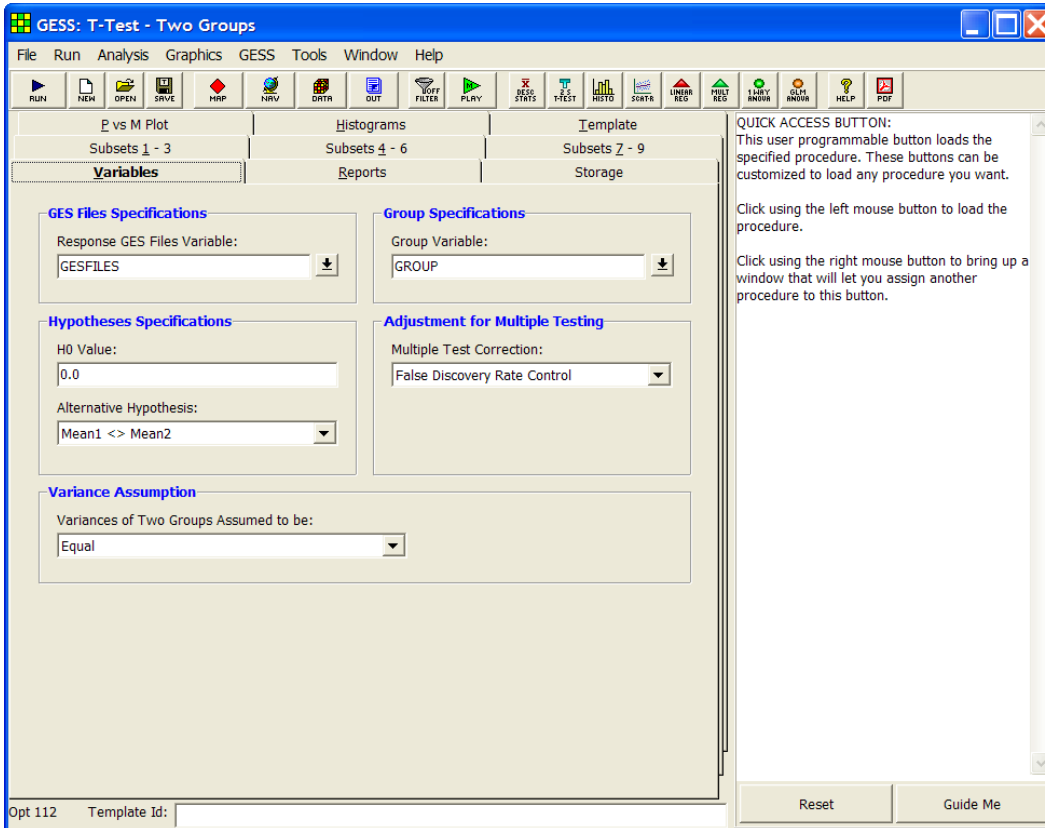 GESS: T-Test - Two Groups
File Run Analysis Graphics GESS Tools Window Help
RUN NEW OPEN SAVE MAP NAV DATA OUT OFF FILTER PLAY X DESC STATS T 2 S T-TEST HISTO SCAT-R LINEAR REG MULT REG 1 WAY ANOVA GLM ANOVA ? HELP PDF
P vs M Plot Histograms Template
Subsets 1 - 3 Subsets 4 - 6 Subsets 7 - 9
Variables Reports Storage
GES Files Specifications
Response GES Files Variable:
GESFILES
Group Specifications
Group Variable:
GROUP
Hypotheses Specifications
H0 Value:
0.0
Alternative Hypothesis:
Mean1 <> Mean2
Adjustment for Multiple Testing
Multiple Test Correction:
False Discovery Rate Control
Variance Assumption
Variances of Two Groups Assumed to be:
Equal
QUICK ACCESS BUTTON:
This user programmable button loads the
specified procedure. These buttons can be
customized to load any procedure you want.
Click using the left mouse button to load the
procedure.
Click using the right mouse button to bring up a
window that will let you assign another
procedure to this button.
Opt 112 Template Id:
Reset Guide Me